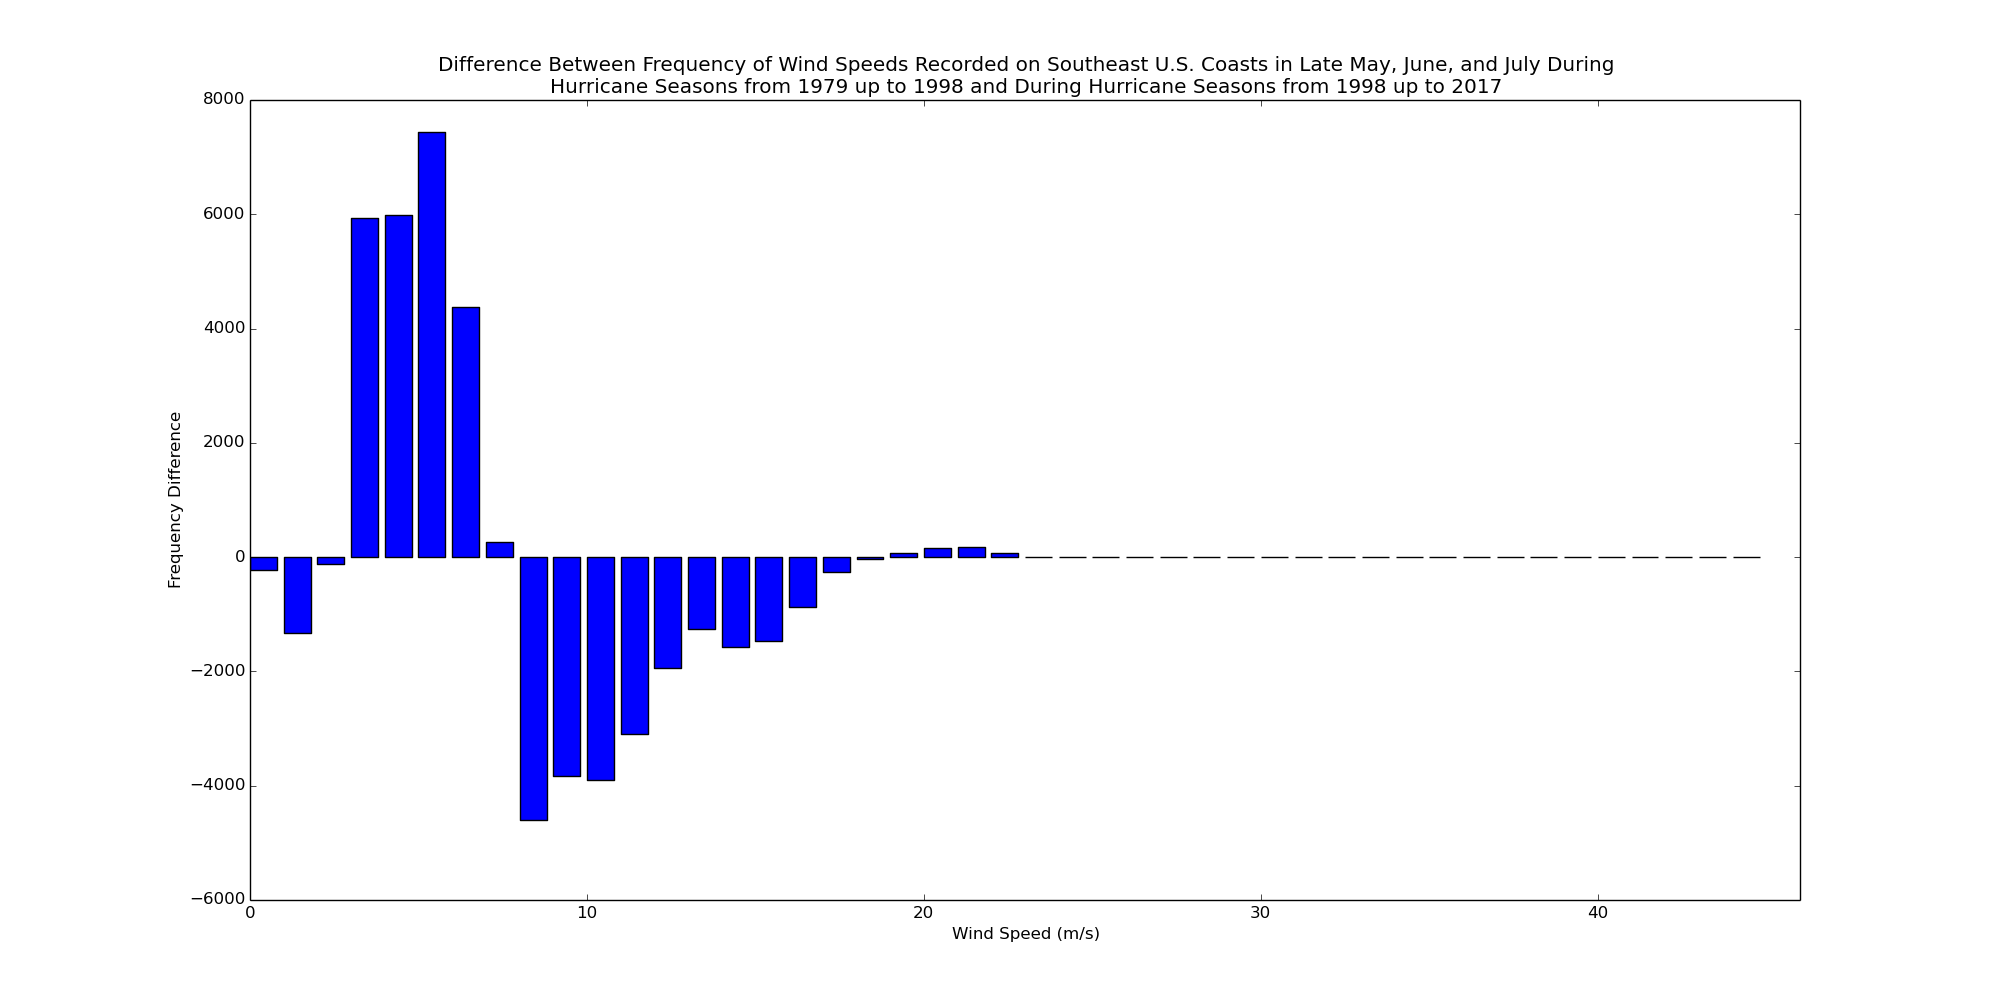 Difference Between Frequency of Wind Speeds Recorded on Southeast U.S. Coasts in Late May, June, and July During
Hurricane Seasons from 1979 up to 1998 and During Hurricane Seasons from 1998 up to 2017
8000
6000
4000
2000
0
−2000
−4000
−6000
Frequency Difference
0 10 20 30 40
Wind Speed (m/s)